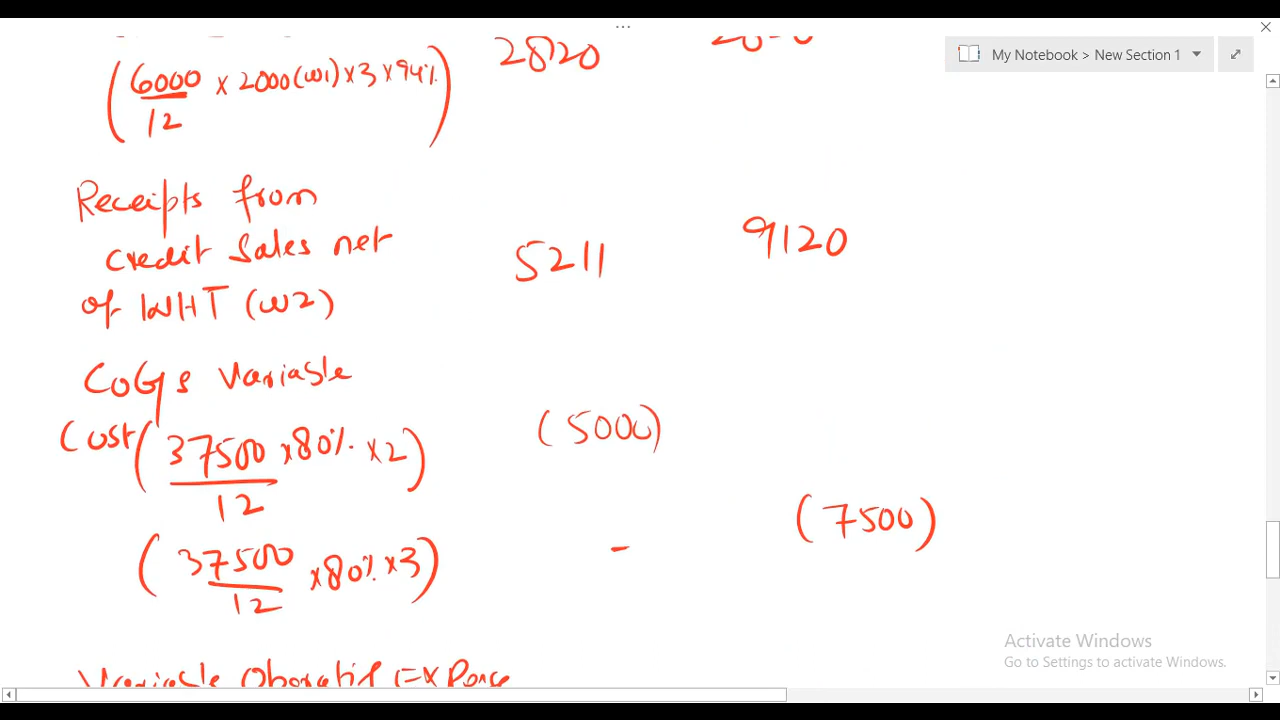 ...
My Notebook > New Section 1
2820
(6000/12 × 2000(w1) × 3 × 94%)
Receipts from
credit Sales net
of WHT (w2)
5211
9120
CoGs Variable
Cost (37500/12 × 80% × 2)
(5000)
(37500/12 × 80% × 3)
-
(7500)
Variable
Activate Windows
Go to Settings to activate Windows.